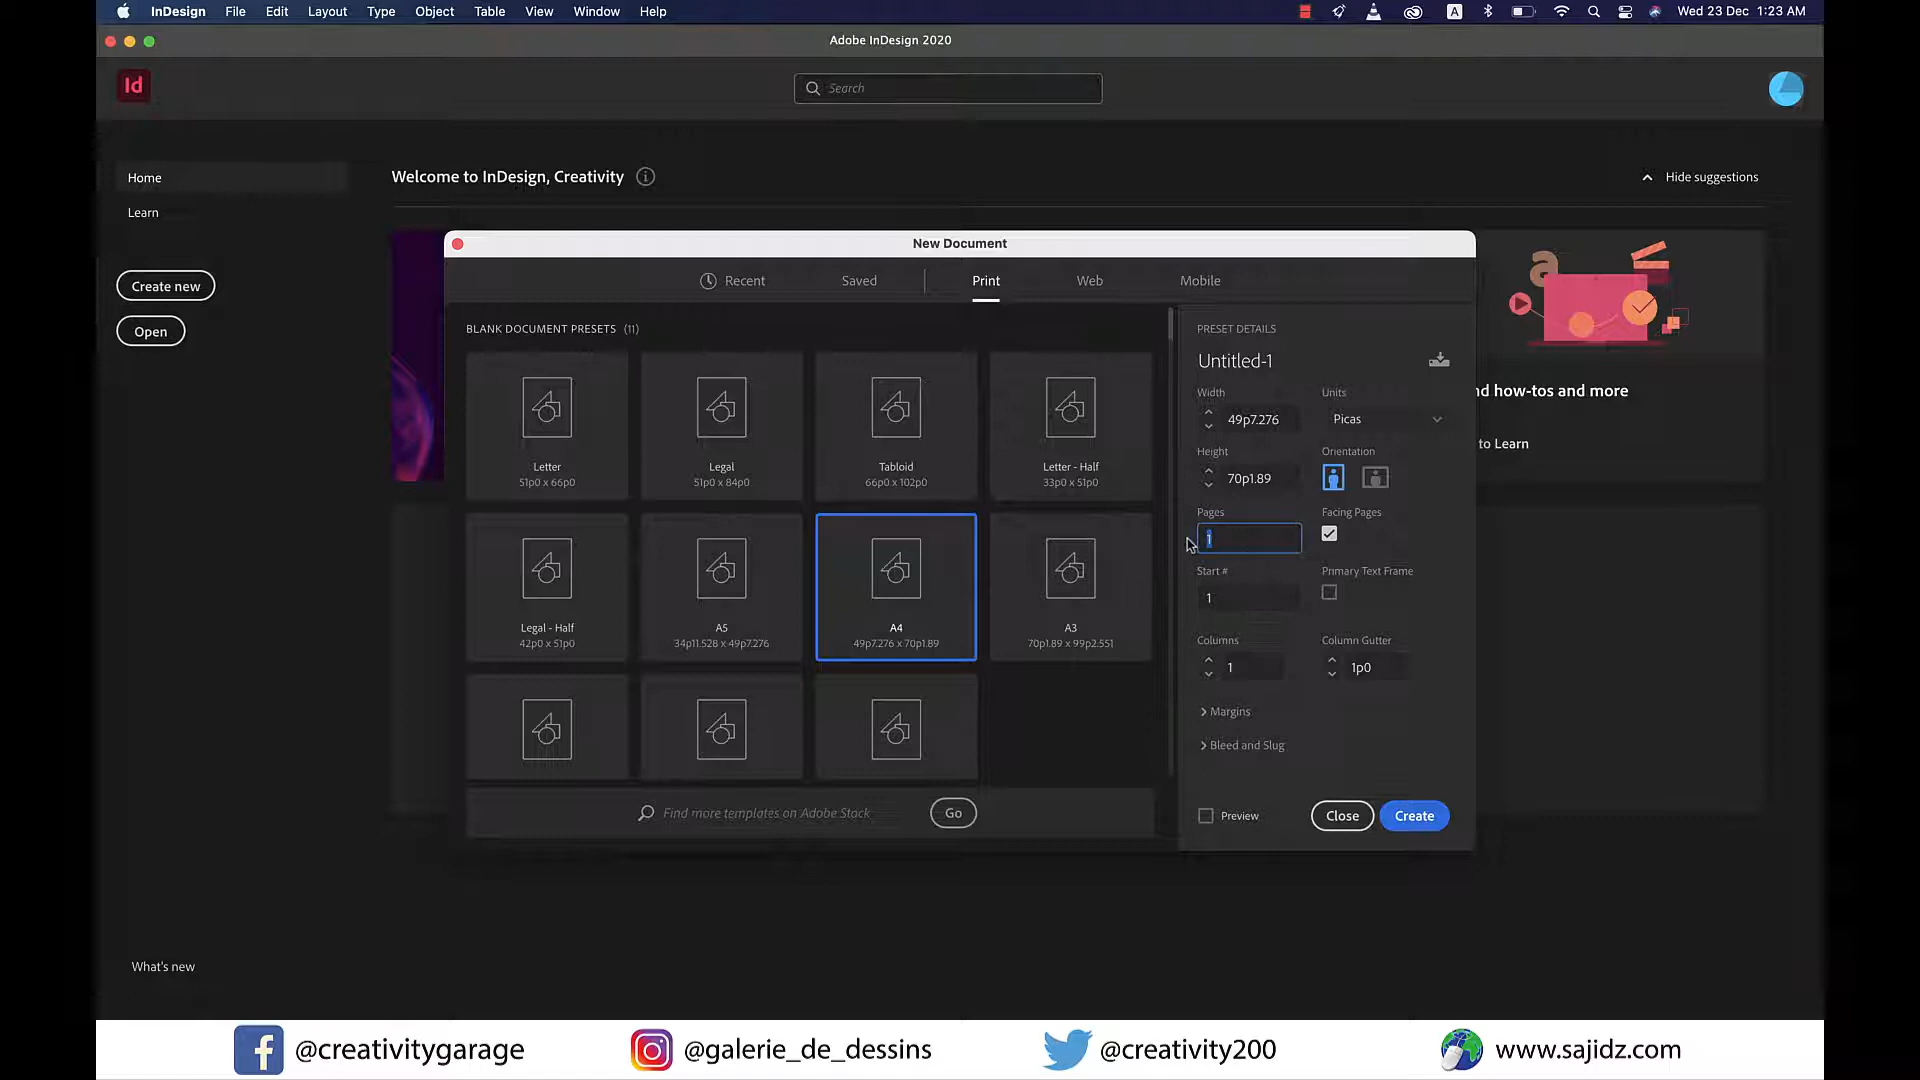 InDesign File Edit Layout Type Object Table View Window Help A Wed 23 Dec 1:23 AM
Adobe InDesign 2020
Id
Search
Home
Welcome to InDesign, Creativity
Hide suggestions
Learn
New Document
Create new
Recent Saved Print Web Mobile
Open
BLANK DOCUMENT PRESETS (11)
PRESET DETAILS
Untitled-1
Width Units
nd how-tos and more
49p7.276 Picas
to Learn
Height Orientation
Letter Legal Tabloid Letter - Half
51p0 x 66p0 51p0 x 84p0 66p0 x 102p0 33p0 x 51p0
70p1.89
Pages Facing Pages
1
Start # Primary Text Frame
1
Legal - Half A5 A4 A3
42p0 x 51p0 34p11.528 x 49p7.276 49p7.276 x 70p1.89 70p1.89 x 99p2.551
Columns Column Gutter
1 1p0
Margins
Bleed and Slug
Find more templates on Adobe Stock Go
Preview Close Create
What's new
@creativitygarage @galerie_de_dessins @creativity200 www.sajidz.com